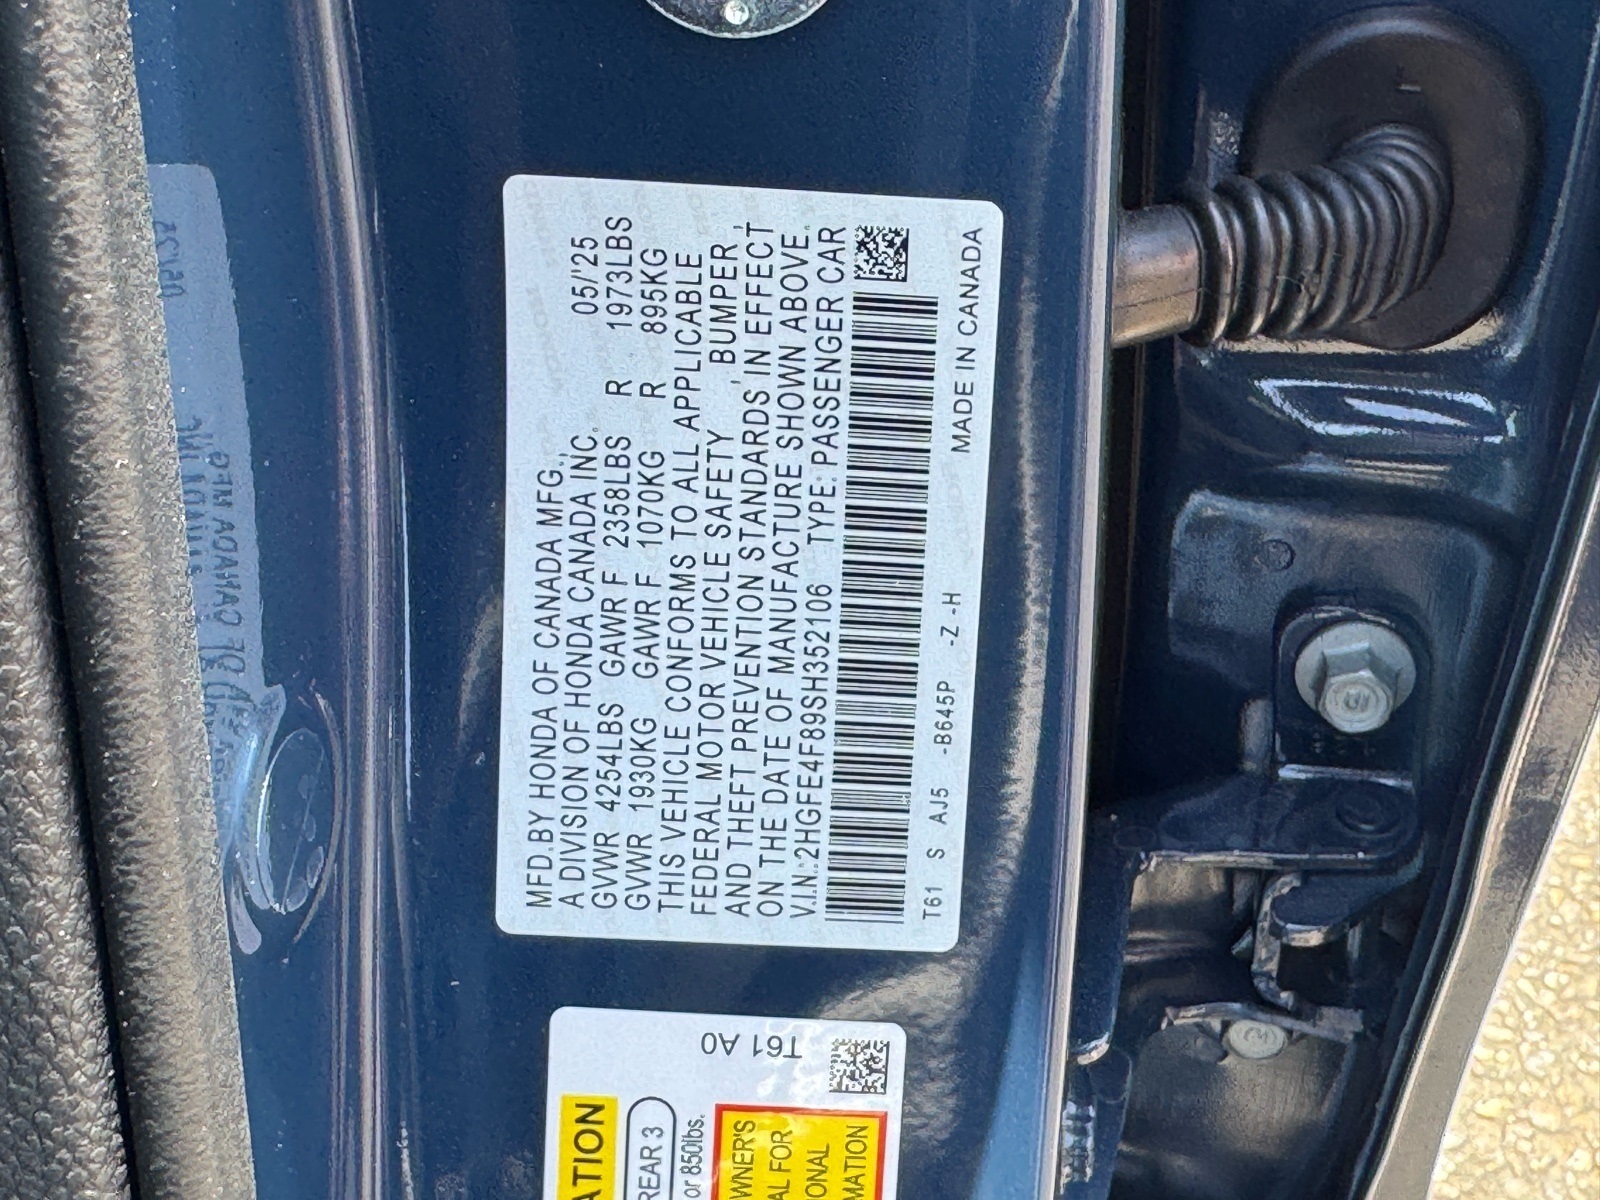 MFD.BY HONDA OF CANADA MFG.,
A DIVISION OF HONDA CANADA INC. 05/'25
GVWR 4254LBS GAWR F 2358LBS R 1973LBS
GVWR 1930KG GAWR F 1070KG R 895KG
THIS VEHICLE CONFORMS TO ALL APPLICABLE
FEDERAL MOTOR VEHICLE SAFETY, BUMPER,
AND THEFT PREVENTION STANDARDS IN EFFECT
ON THE DATE OF MANUFACTURE SHOWN ABOVE.
V.I.N.:2HGFE4F89SH352106 TYPE: PASSENGER CAR
T61 S AJ5 -B645P -Z -H MADE IN CANADA
T61 A0
ATION
REAR 3
or 850lbs.
WNER'S
AL FOR
IONAL
MATION